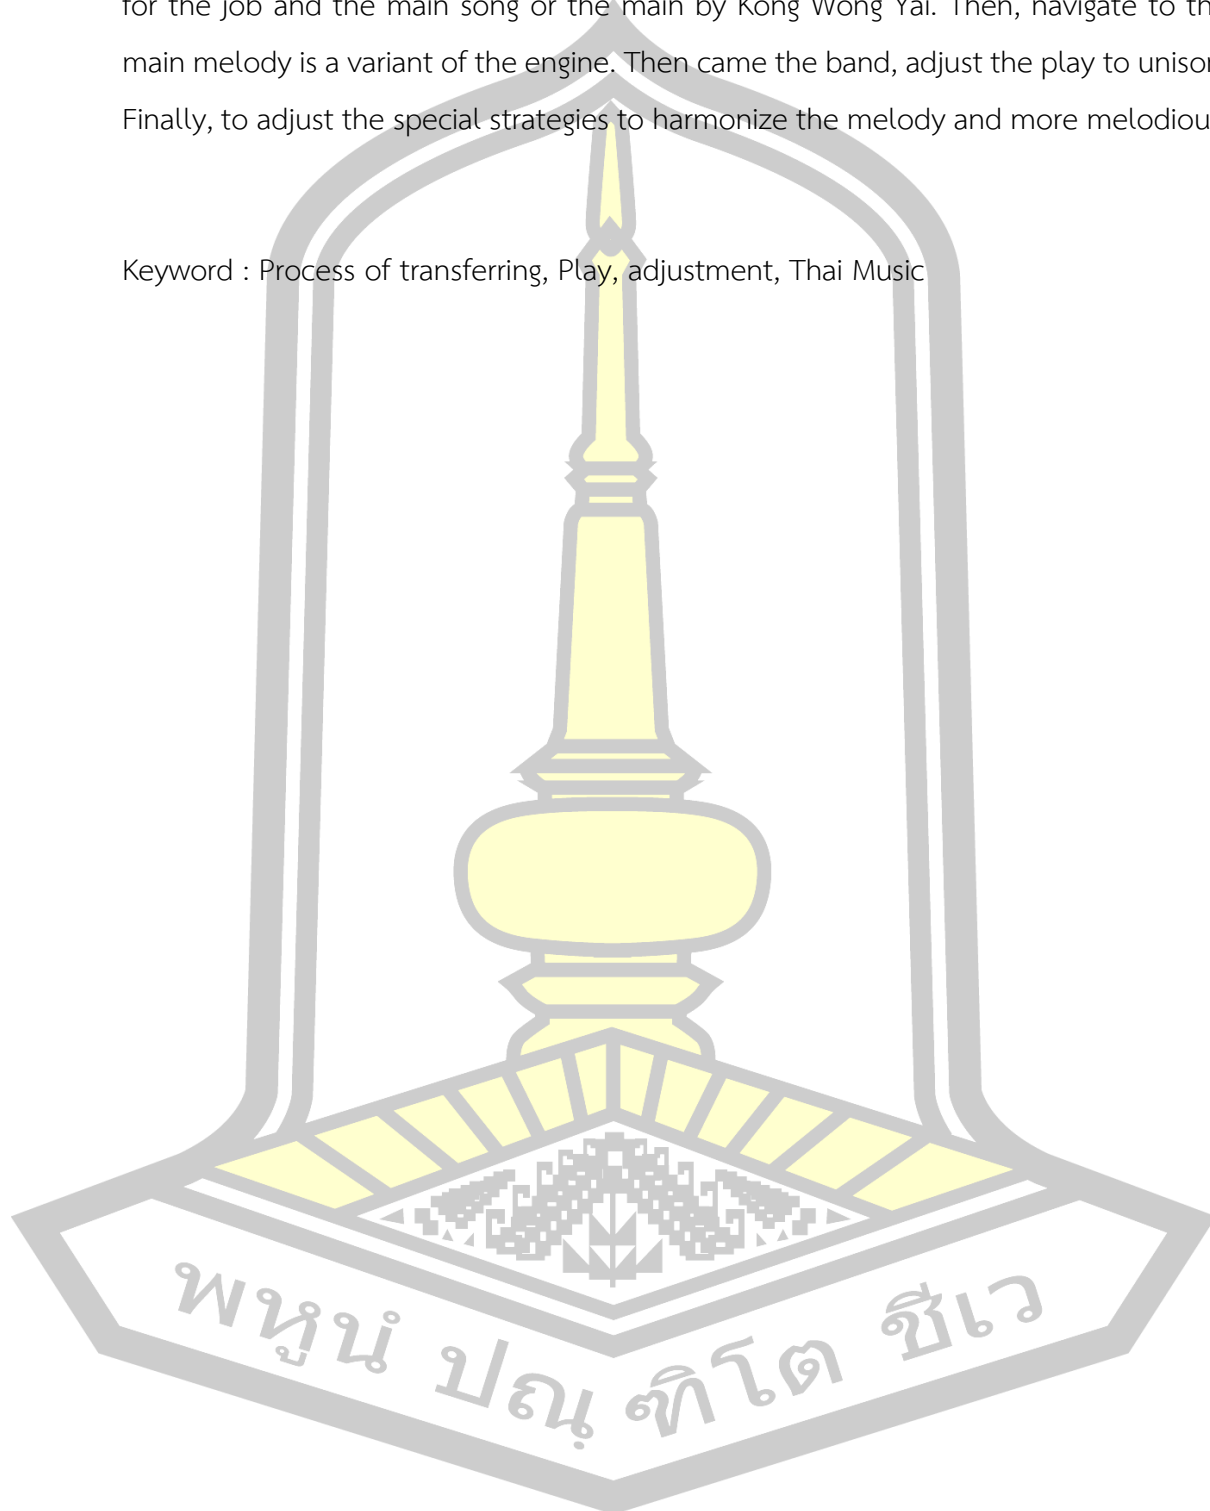 for the job and the main song or the main by Kong Wong Yai. Then, navigate to th
main melody is a variant of the engine. Then came the band, adjust the play to unison
Finally, to adjust the special strategies to harmonize the melody and more melodiou
Keyword : Process of transferring, Play, adjustment, Thai Music
พหูนํ ปณฺฑิโต ชีเว